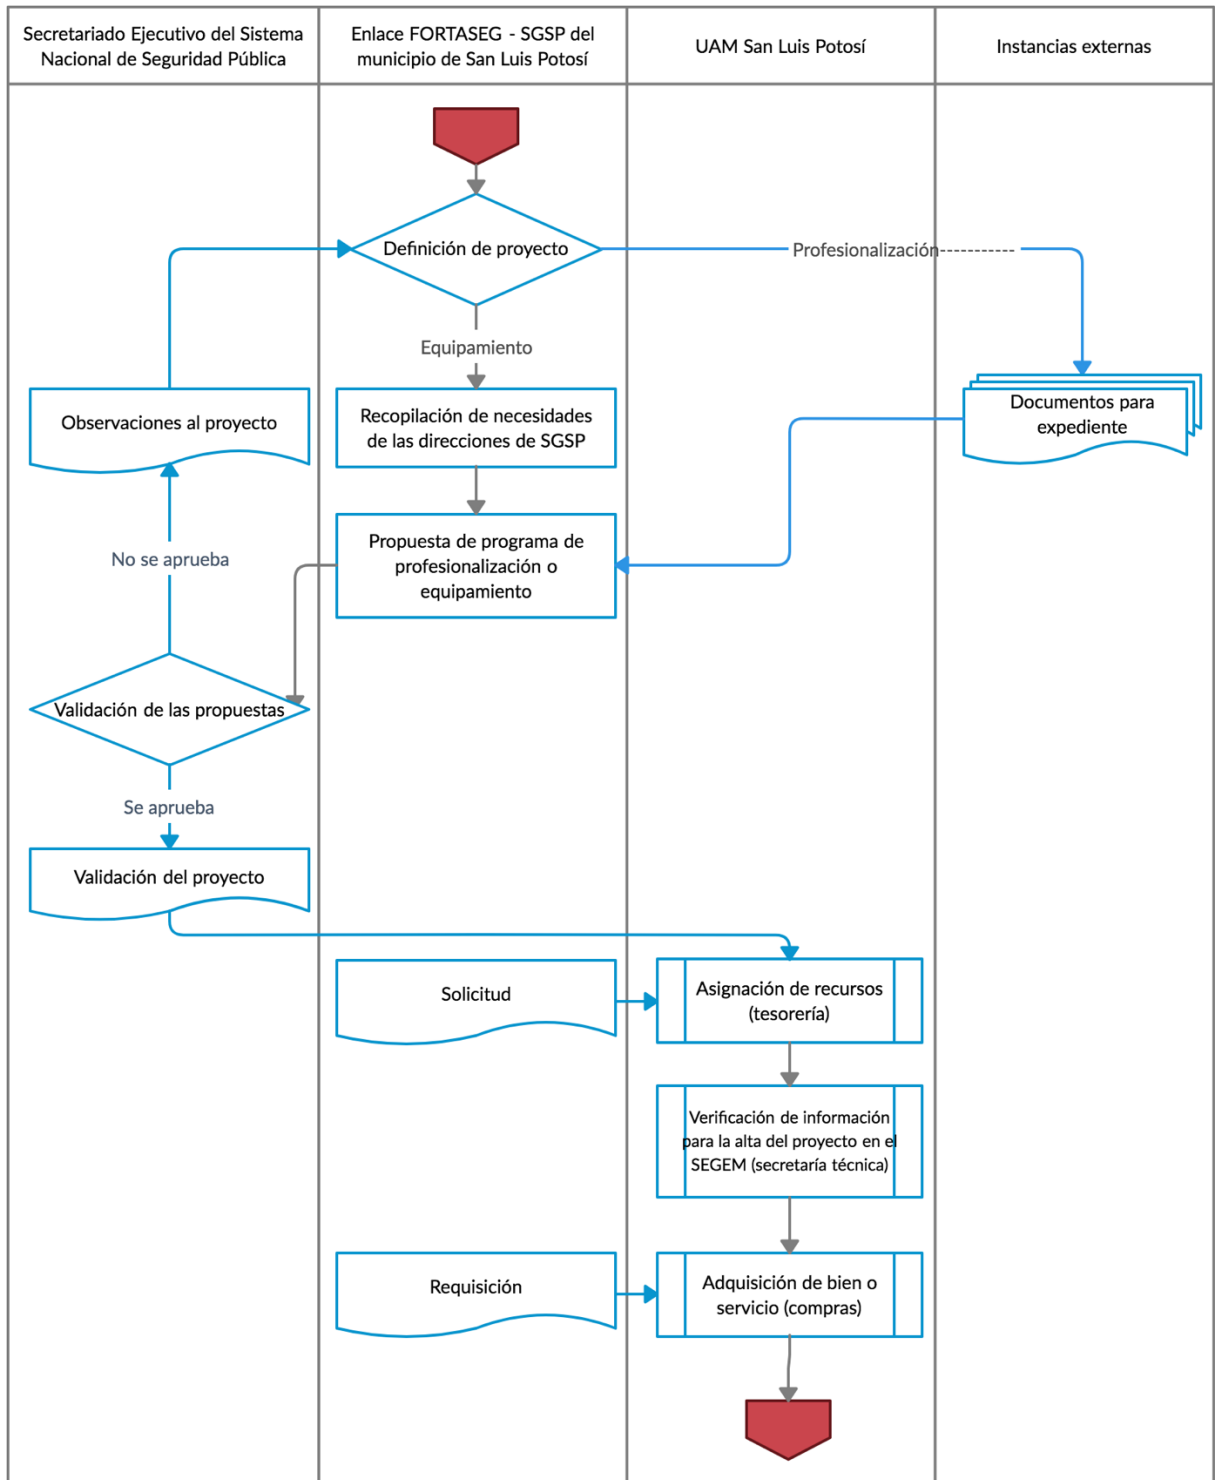 Secretariado Ejecutivo del Sistema
Nacional de Seguridad Pública
Enlace FORTASEG - SGSP del
municipio de San Luis Potosí
UAM San Luis Potosí
Instancias externas
Definición de proyecto
Profesionalización-----------
Equipamiento
Observaciones al proyecto
Recopilación de necesidades
de las direcciones de SGSP
Documentos para
expediente
Propuesta de programa de
profesionalización o
equipamiento
No se aprueba
Validación de las propuestas
Se aprueba
Validación del proyecto
Solicitud
Asignación de recursos
(tesorería)
Verificación de información
para la alta del proyecto en el
SEGEM (secretaría técnica)
Requisición
Adquisición de bien o
servicio (compras)